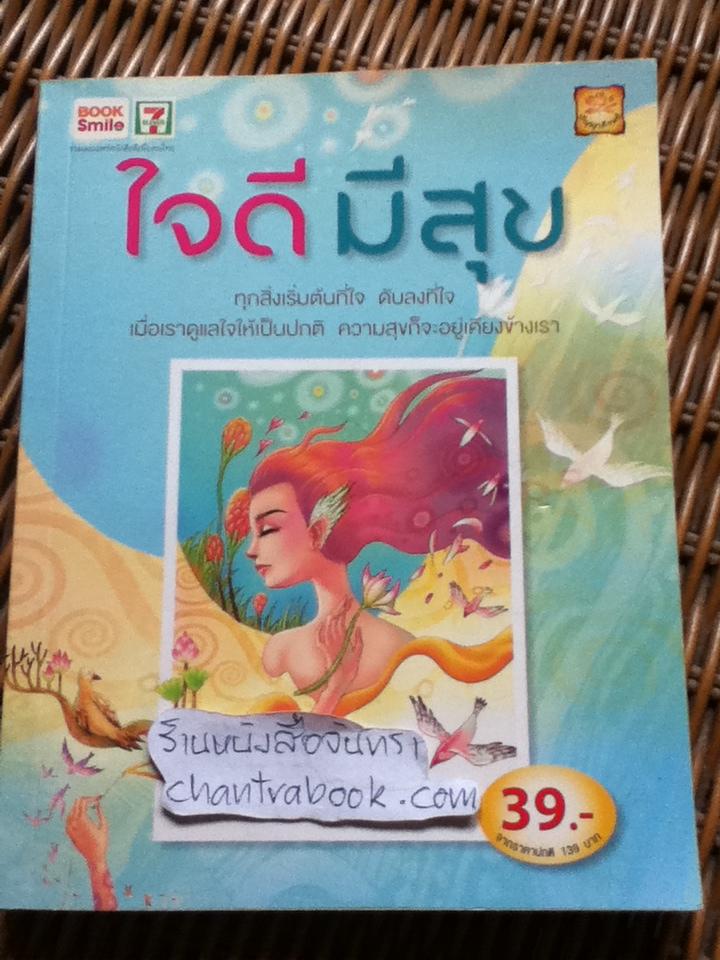 BOOK
Smile
7
ELEVEN
ใจดี มีสุข
ทุกสิ่งเริ่มต้นที่ใจ ดับลงที่ใจ
เมื่อเราดูแลใจให้เป็นปกติ ความสุขก็จะอยู่เคียงข้างเรา
ร้านหนังสือจันทรา
chantrabook.com
39.-
จากราคาปกติ 139 บาท